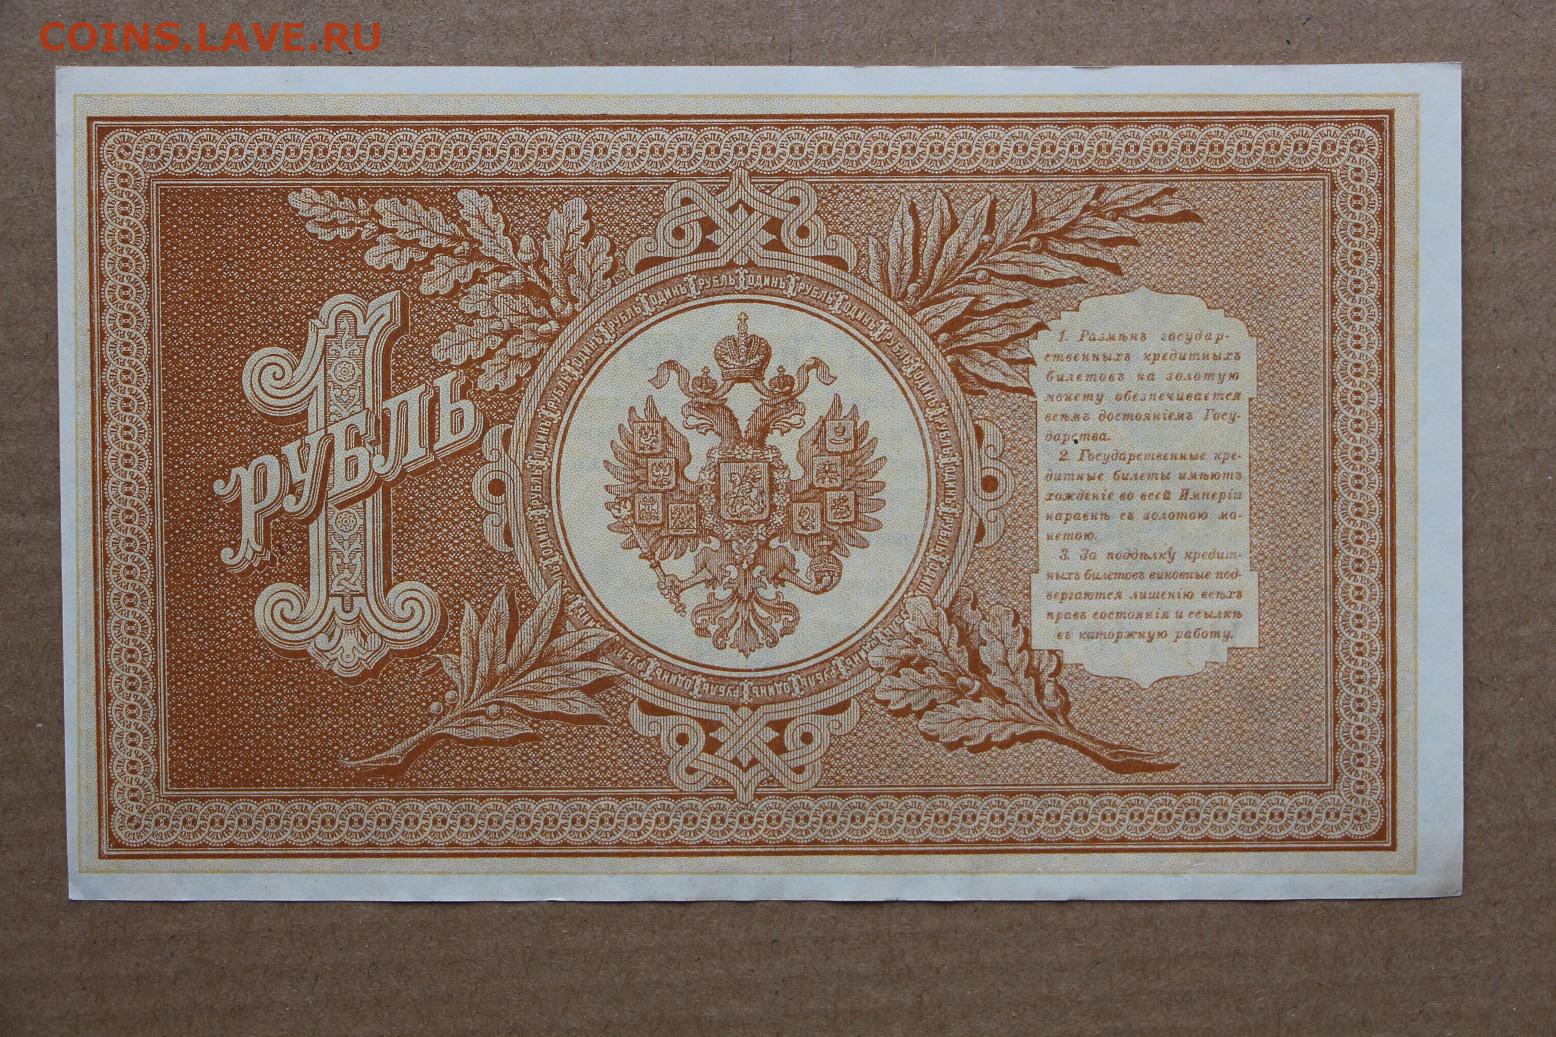 COINS.LAVE.RU
1 РУБЛЬ
1. Размѣнъ государ-
ственныхъ кредитныхъ
билетовъ на золотую
монету обезпечивается
всѣмъ достояніемъ Госу-
дарства.
2. Государственные кре-
дитные билеты имѣютъ
хожденіе во всей Имперіи
наравнѣ съ золотою мо-
нетою.
3. За поддѣлку кредит-
ныхъ билетовъ виновные под-
вергаются лишенію всѣхъ
правъ состоянія и ссылкѣ
въ каторжную работу.